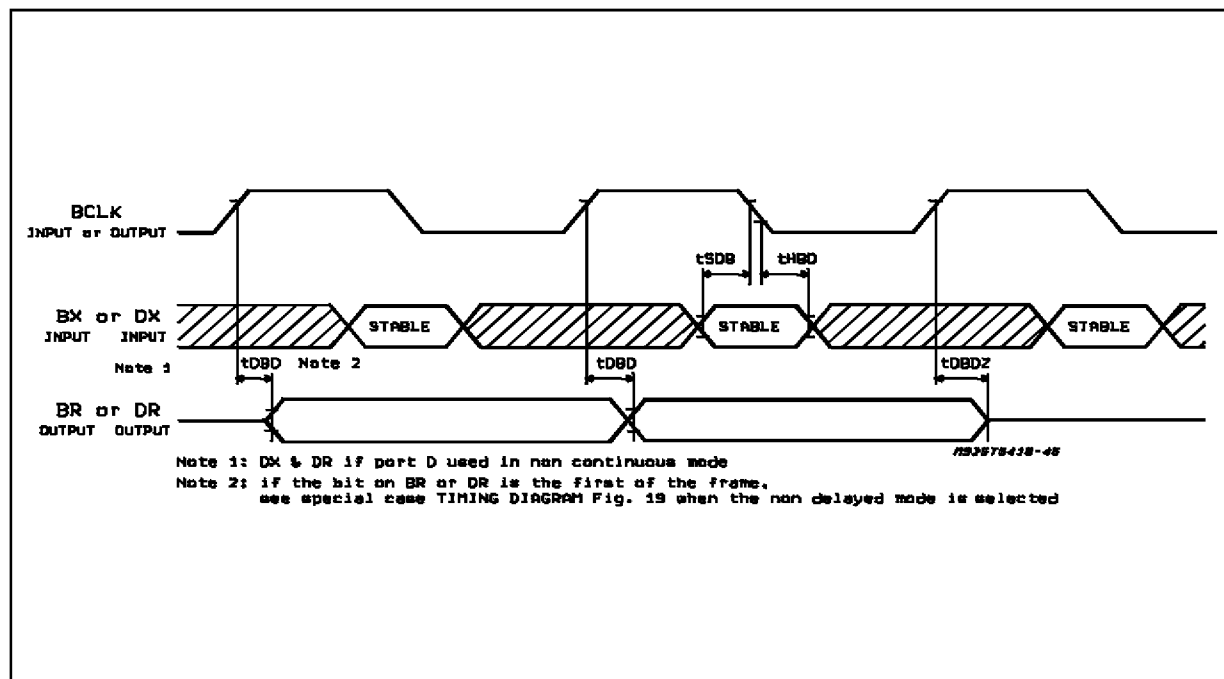 BCLK
INPUT or OUTPUT
tSDB tHBD
BX or DX
INPUT INPUT
STABLE STABLE STABLE
Note 1
tDBD Note 2 tDBD tDBDZ
BR or DR
OUTPUT OUTPUT
Note 1: DX & DR if port D used in non continuous mode
Note 2: if the bit on BR or DR is the first of the frame.
see special case TIMING DIAGRAM Fig. 19 when the non delayed mode is selected